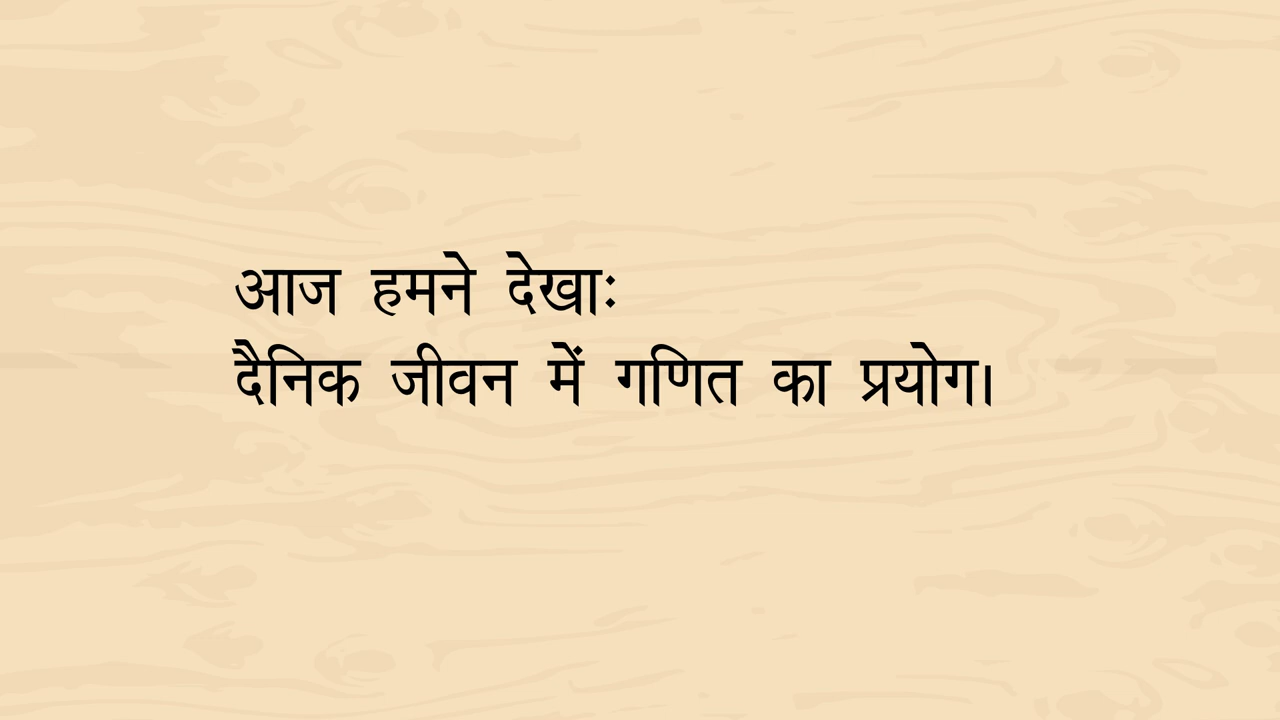 आज हमने देखाः
दैनिक जीवन में गणित का प्रयोग।